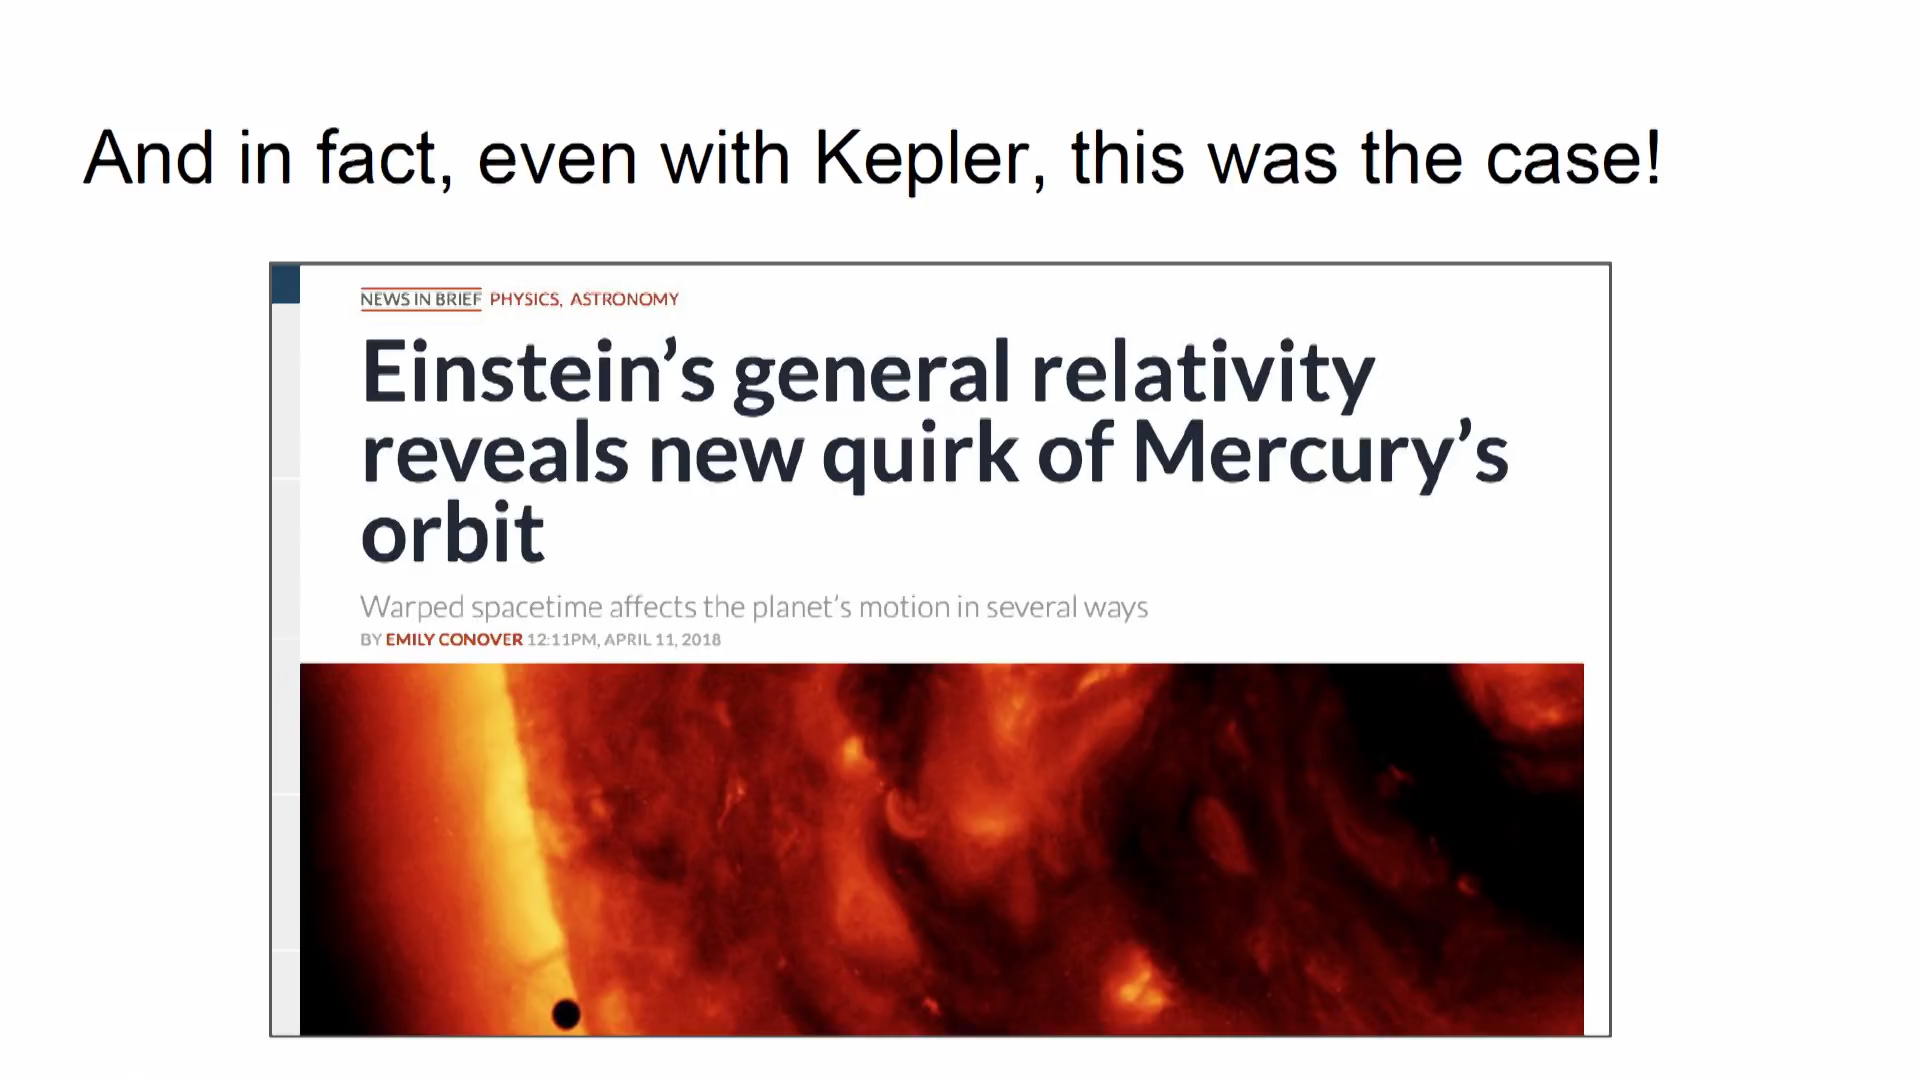 And in fact, even with Kepler, this was the case!
NEWS IN BRIEF PHYSICS, ASTRONOMY
Einstein’s general relativity
reveals new quirk of Mercury’s
orbit
Warped spacetime affects the planet’s motion in several ways
BY EMILY CONOVER 12:11PM, APRIL 11, 2018